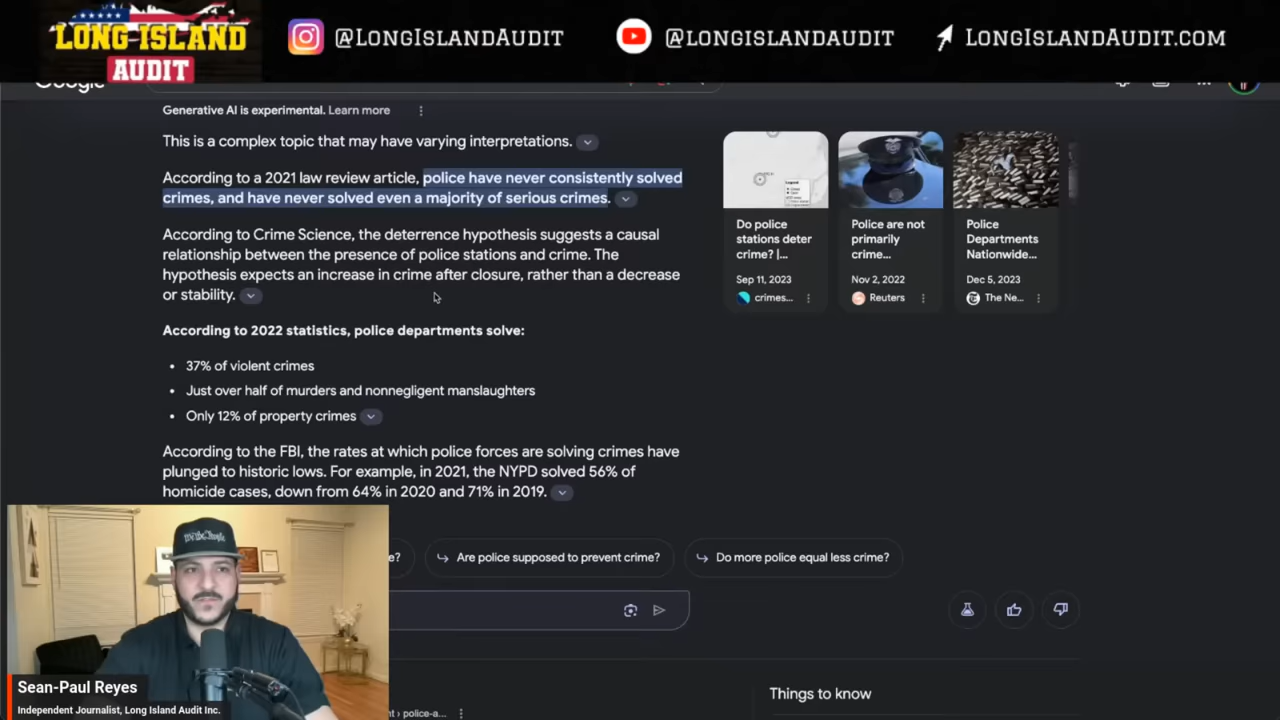 LONG ISLAND
AUDIT
@LongIslandAudit
@longislandaudit
LongIslandAudit.com
Google
Generative AI is experimental. Learn more
This is a complex topic that may have varying interpretations.
According to a 2021 law review article, police have never consistently solved
crimes, and have never solved even a majority of serious crimes.
According to Crime Science, the deterrence hypothesis suggests a causal
relationship between the presence of police stations and crime. The
hypothesis expects an increase in crime after closure, rather than a decrease
or stability.
According to 2022 statistics, police departments solve:
• 37% of violent crimes
• Just over half of murders and nonnegligent manslaughters
• Only 12% of property crimes
According to the FBI, the rates at which police forces are solving crimes have
plunged to historic lows. For example, in 2021, the NYPD solved 56% of
homicide cases, down from 64% in 2020 and 71% in 2019.
Do police
stations deter
crime? |...
Sep 11, 2023
crimes...
Police are not
primarily
crime...
Nov 2, 2022
Reuters
Police
Departments
Nationwide...
Dec 5, 2023
The Ne...
e?
Are police supposed to prevent crime?
Do more police equal less crime?
Things to know
t › police-a...
We The People
Sean-Paul Reyes
Independent Journalist, Long Island Audit Inc.